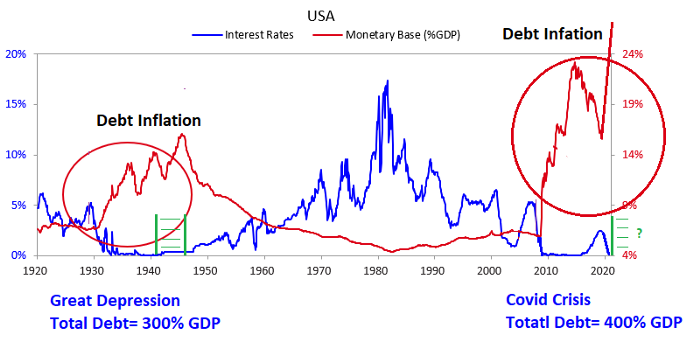 USA
Interest Rates Monetary Base (%GDP)
Debt Infation
20% 24%
Debt Inflation
15% 19%
10% 14%
5% 9%
?
0% 4%
1920 1930 1940 1950 1960 1970 1980 1990 2000 2010 2020
Great Depression Covid Crisis
Total Debt= 300% GDP Totatl Debt= 400% GDP